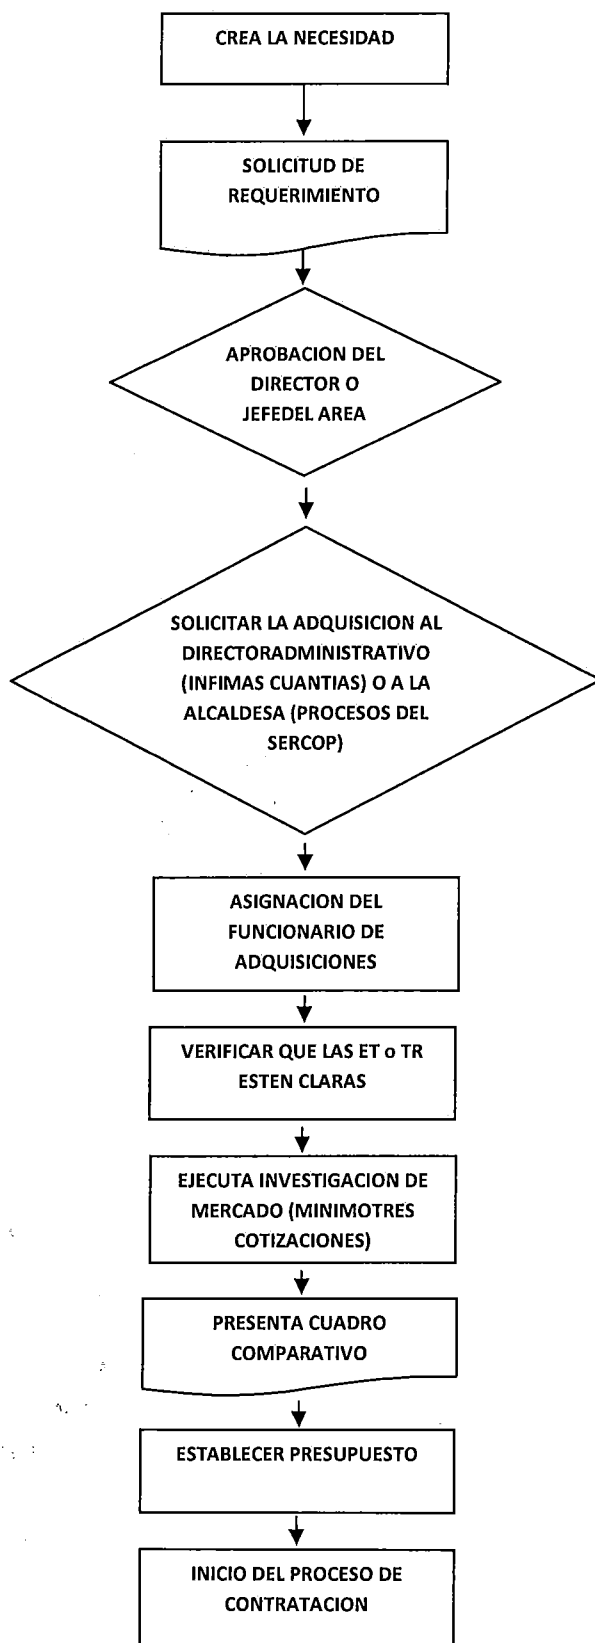 CREA LA NECESIDAD
SOLICITUD DE
REQUERIMIENTO
APROBACION DEL
DIRECTOR O
JEFEDEL AREA
SOLICITAR LA ADQUISICION AL
DIRECTORADMINISTRATIVO
(INFIMAS CUANTIAS) O A LA
ALCALDESA (PROCESOS DEL
SERCOP)
ASIGNACION DEL
FUNCIONARIO DE
ADQUISICIONES
VERIFICAR QUE LAS ET o TR
ESTEN CLARAS
EJECUTA INVESTIGACION DE
MERCADO (MINIMOTRES
COTIZACIONES)
PRESENTA CUADRO
COMPARATIVO
ESTABLECER PRESUPUESTO
INICIO DEL PROCESO DE
CONTRATACION